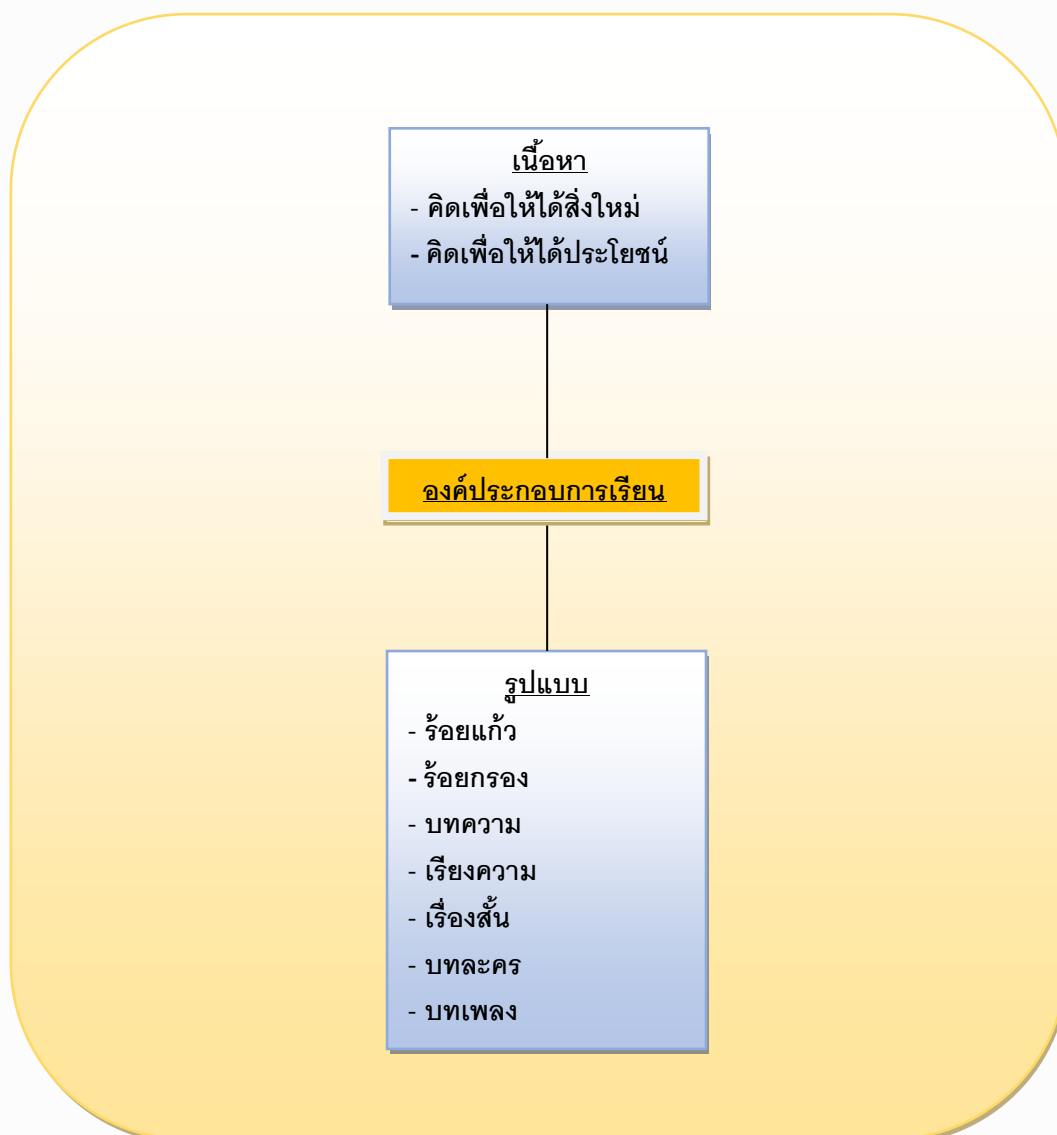 เนื้อหา
- คิดเพื่อให้ได้สิ่งใหม่
- คิดเพื่อให้ได้ประโยชน์
องค์ประกอบการเรียน
รูปแบบ
- ร้อยแก้ว
- ร้อยกรอง
- บทความ
- เรียงความ
- เรื่องสั้น
- บทละคร
- บทเพลง